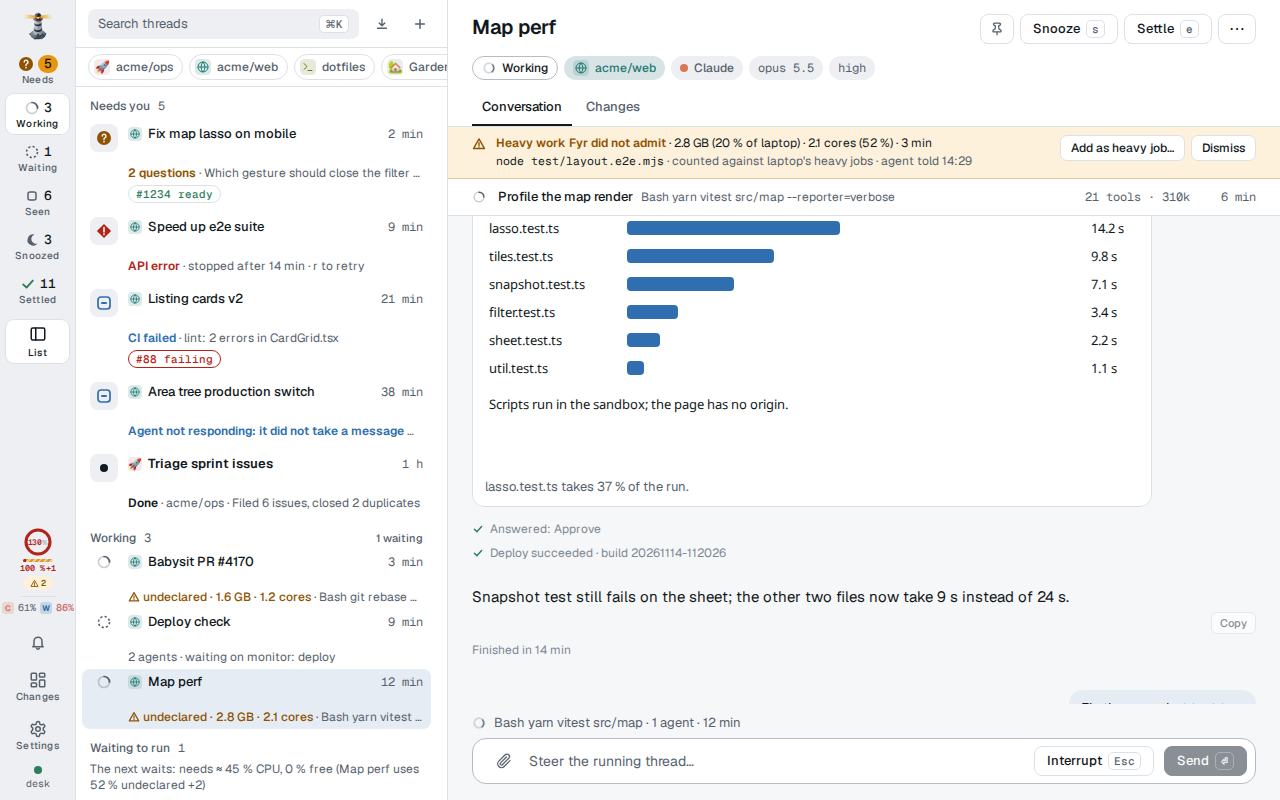 5
Needs
3
Working
1
Waiting
6
Seen
3
Snoozed
11
Settled
List
130%
100 %+1
2
C 61% W 86%
Changes
Settings
desk
Search threads ⌘K
acme/ops
acme/web
dotfiles
Garden
Needs you 5
Fix map lasso on mobile 2 min
2 questions · Which gesture should close the filter …
#1234 ready
Speed up e2e suite 9 min
API error · stopped after 14 min · r to retry
Listing cards v2 21 min
CI failed · lint: 2 errors in CardGrid.tsx
#88 failing
Area tree production switch 38 min
Agent not responding: it did not take a message …
Triage sprint issues 1 h
Done · acme/ops · Filed 6 issues, closed 2 duplicates
Working 3 1 waiting
Babysit PR #4170 3 min
undeclared · 1.6 GB · 1.2 cores · Bash git rebase …
Deploy check 9 min
2 agents · waiting on monitor: deploy
Map perf 12 min
undeclared · 2.8 GB · 2.1 cores · Bash yarn vitest …
Waiting to run 1
The next waits: needs ≈ 45 % CPU, 0 % free (Map perf uses
52 % undeclared +2)
Map perf
Snooze s
Settle e
Working
acme/web
Claude
opus 5.5
high
Conversation
Changes
Heavy work Fyr did not admit · 2.8 GB (20 % of laptop) · 2.1 cores (52 %) · 3 min
node test/layout.e2e.mjs · counted against laptop's heavy jobs · agent told 14:29
Add as heavy job…
Dismiss
Profile the map render Bash yarn vitest src/map --reporter=verbose 21 tools · 310k 6 min
lasso.test.ts 14.2 s
tiles.test.ts 9.8 s
snapshot.test.ts 7.1 s
filter.test.ts 3.4 s
sheet.test.ts 2.2 s
util.test.ts 1.1 s
Scripts run in the sandbox; the page has no origin.
lasso.test.ts takes 37 % of the run.
Answered: Approve
Deploy succeeded · build 20261114-112026
Snapshot test still fails on the sheet; the other two files now take 9 s instead of 24 s.
Copy
Finished in 14 min
Bash yarn vitest src/map · 1 agent · 12 min
Steer the running thread…
Interrupt Esc
Send ⏎